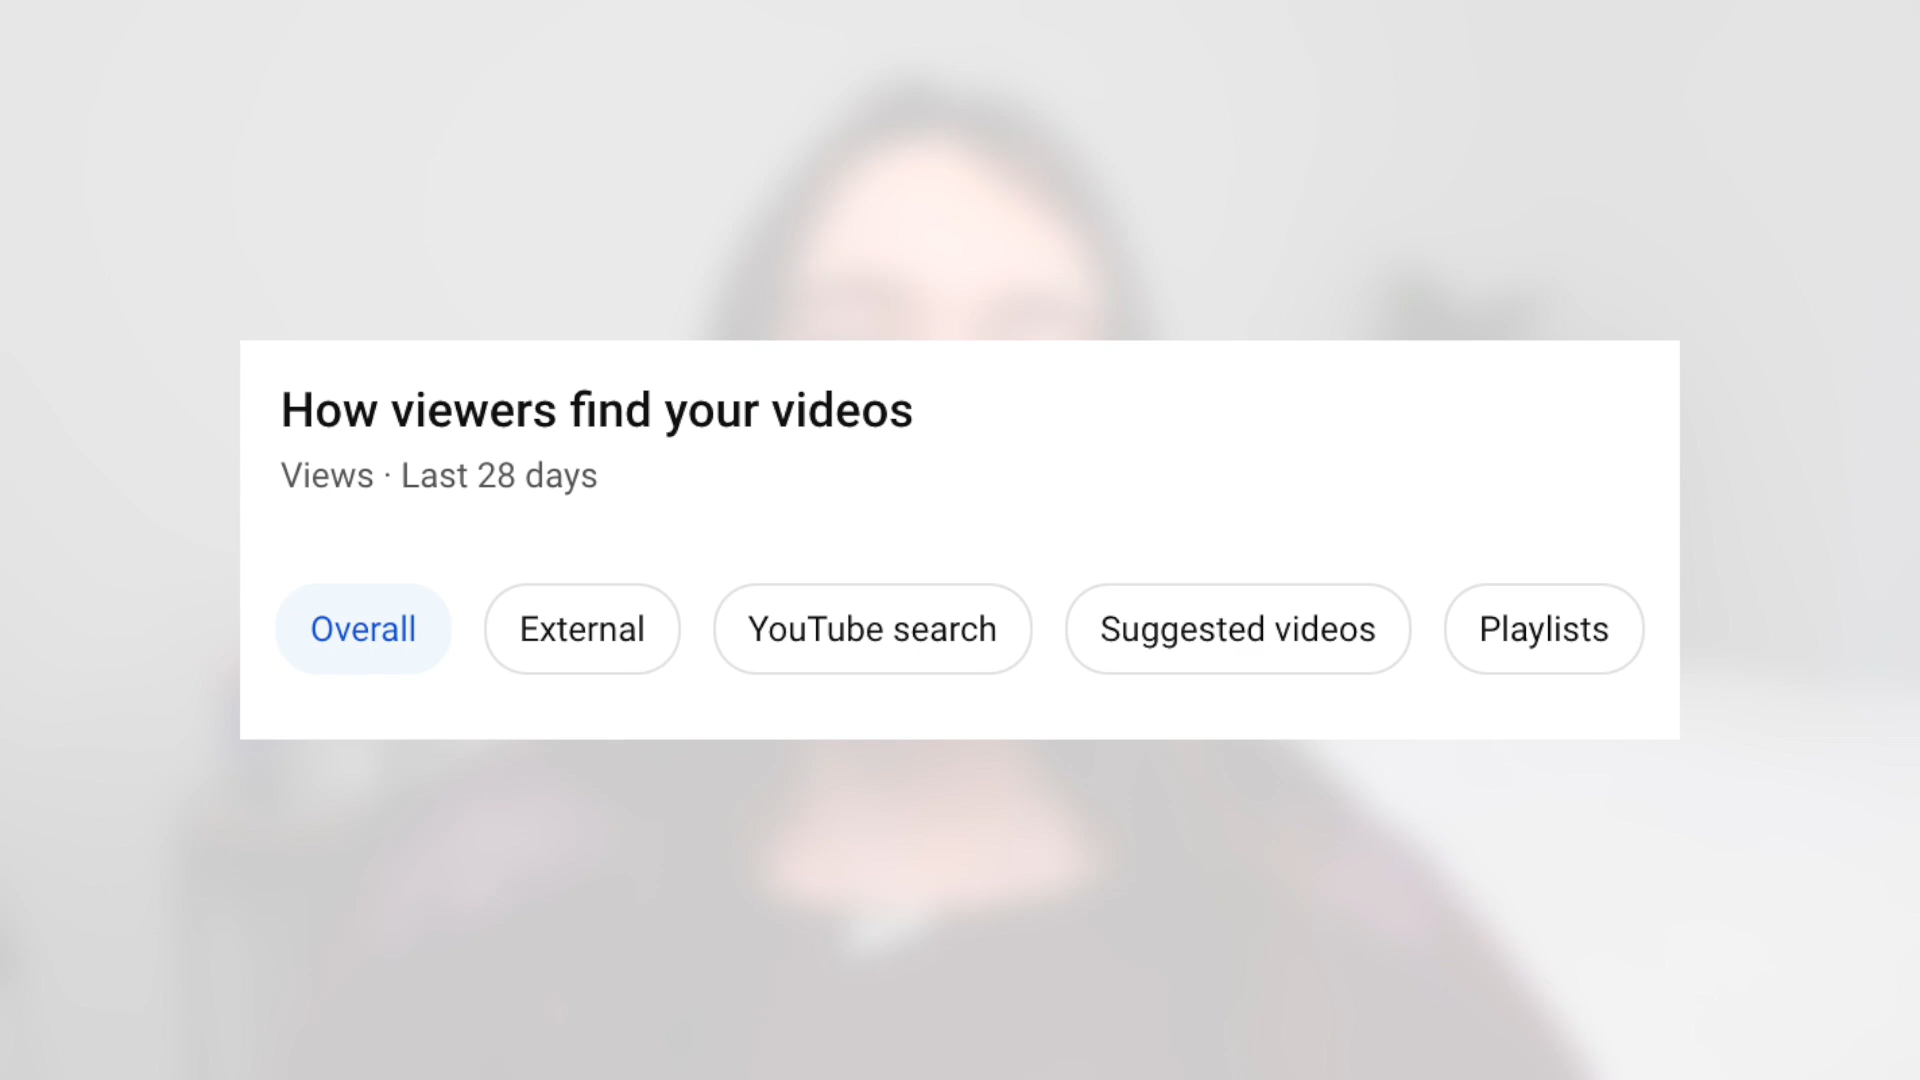 How viewers find your videos
Views · Last 28 days
Overall External YouTube search Suggested videos Playlists